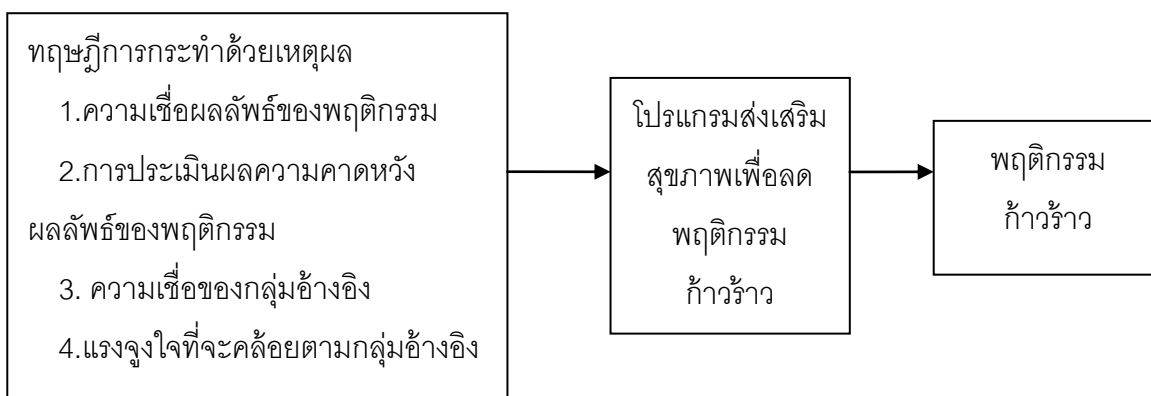 ทฤษฎีการกระทำด้วยเหตุผล
1.ความเชื่อผลลัพธ์ของพฤติกรรม
2.การประเมินผลความคาดหวัง
ผลลัพธ์ของพฤติกรรม
3. ความเชื่อของกลุ่มอ้างอิง
4.แรงจูงใจที่จะคล้อยตามกลุ่มอ้างอิง
โปรแกรมส่งเสริม
สุขภาพเพื่อลด
พฤติกรรม
ก้าวร้าว
พฤติกรรม
ก้าวร้าว